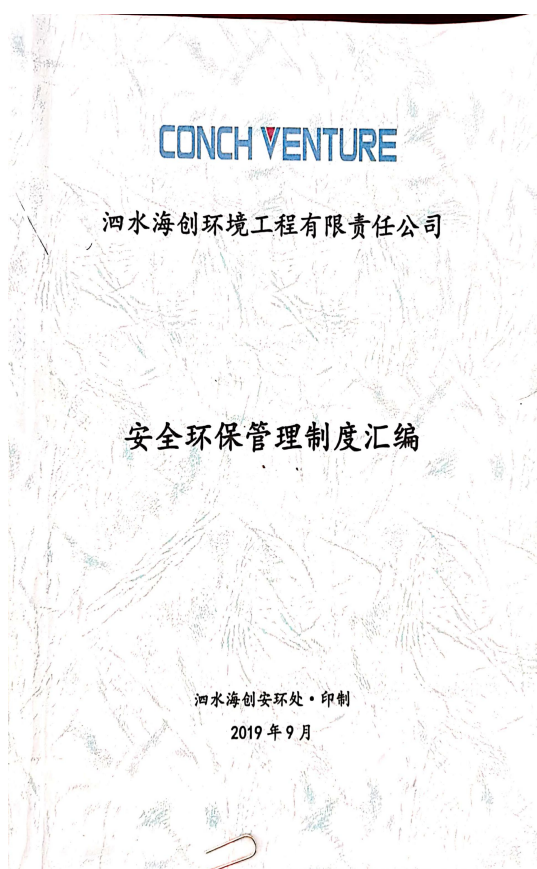 CONCH VENTURE
泗水海创环境工程有限责任公司
安全环保管理制度汇编
泗水海创安环处·印制
2019年9月